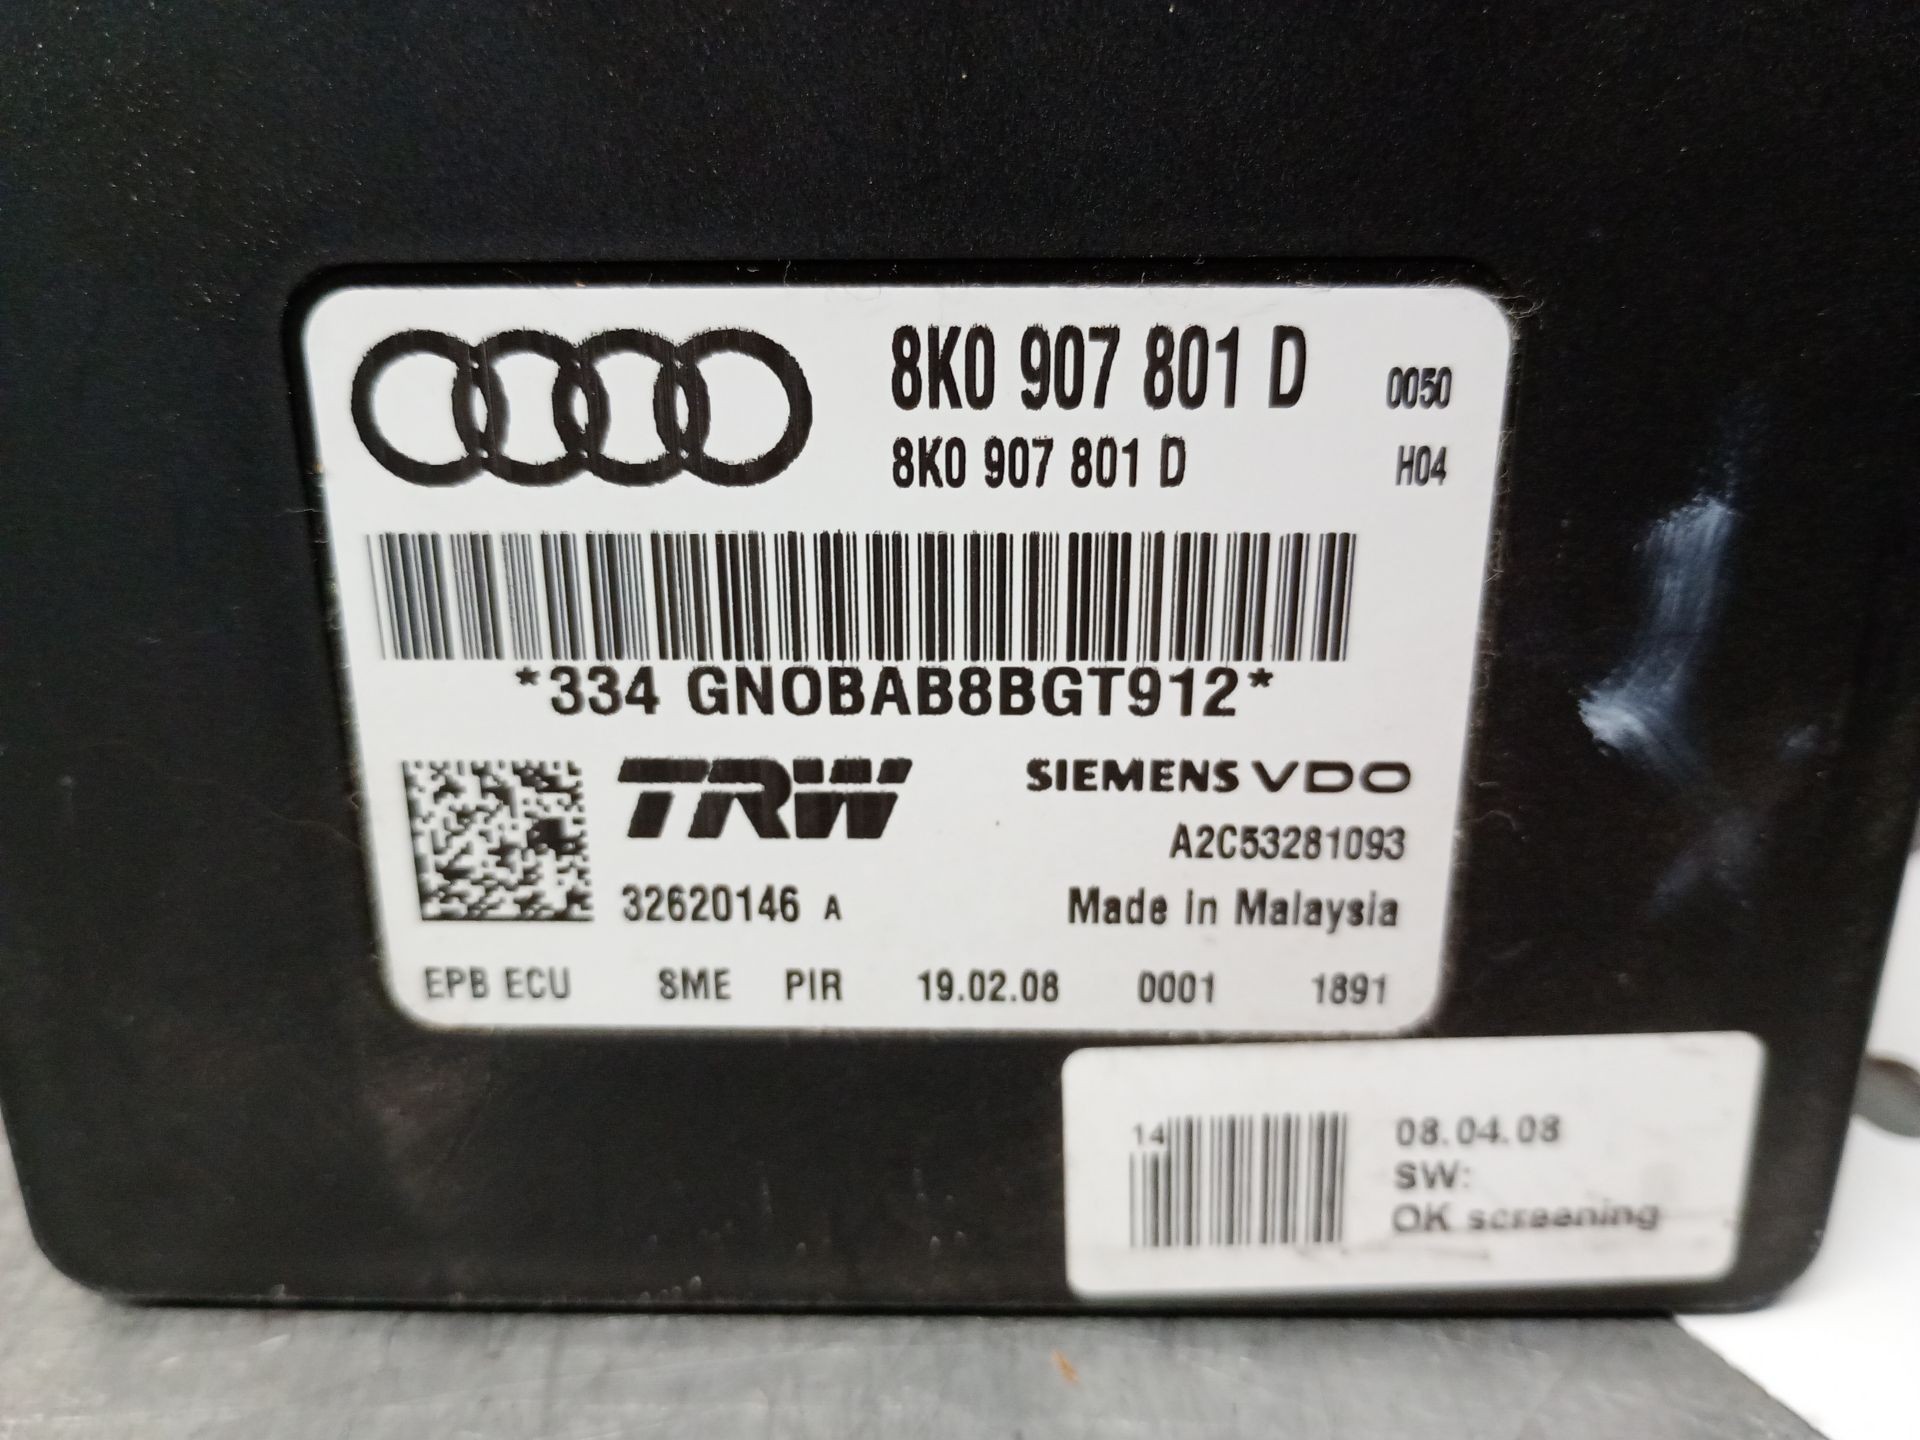 8K0 907 801 D 0050
8K0 907 801 D H04
*334 GNOBAB8BGT912*
TRW SIEMENS VDO
A2C53281093
32620146 A Made in Malaysia
EPB ECU SME PIR 19.02.08 0001 1891
14 08.04.08
SW:
OK screening